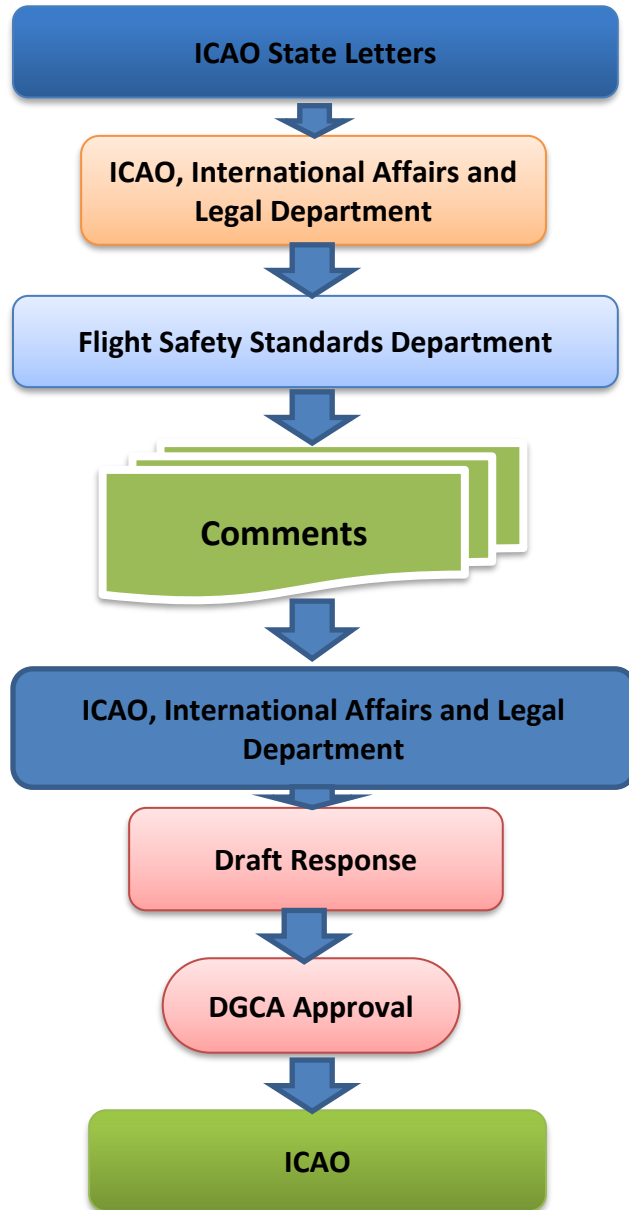 ICAO State Letters
ICAO, International Affairs and
Legal Department
Flight Safety Standards Department
Comments
ICAO, International Affairs and Legal
Department
Draft Response
DGCA Approval
ICAO